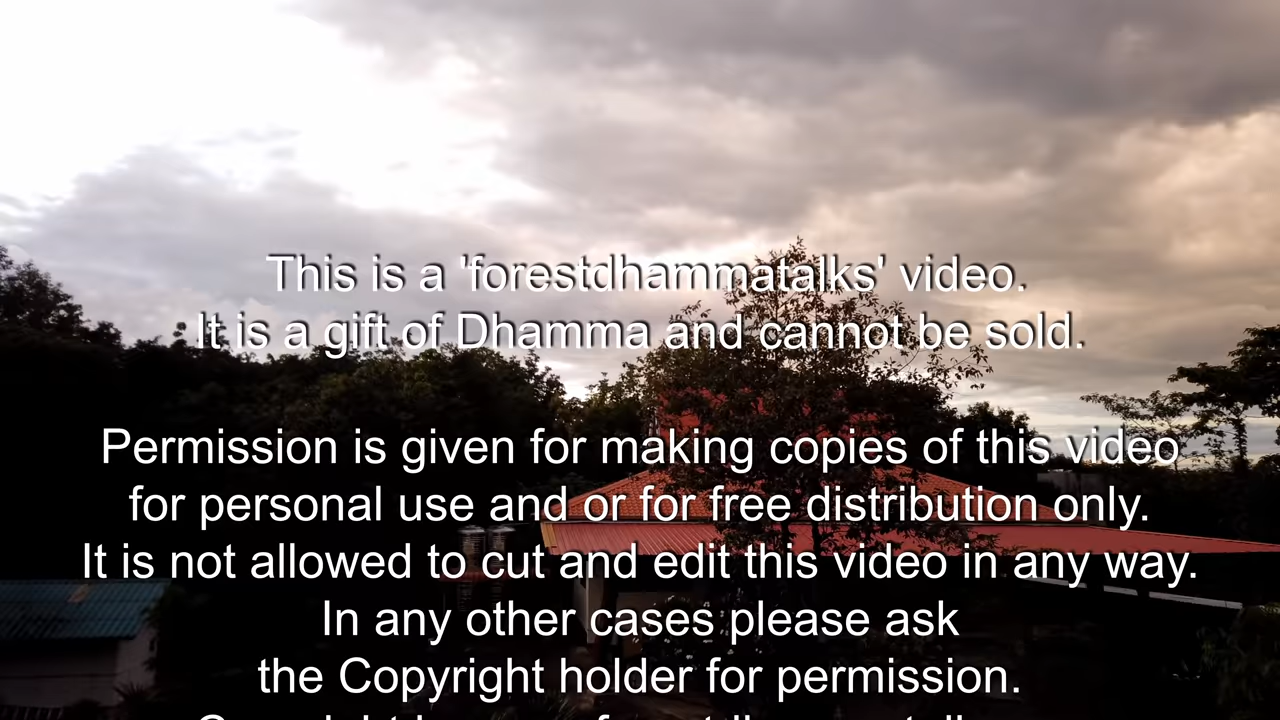 This is a 'forestdhammatalks' video.
It is a gift of Dhamma and cannot be sold.
Permission is given for making copies of this video
for personal use and or for free distribution only.
It is not allowed to cut and edit this video in any way.
In any other cases please ask
the Copyright holder for permission.